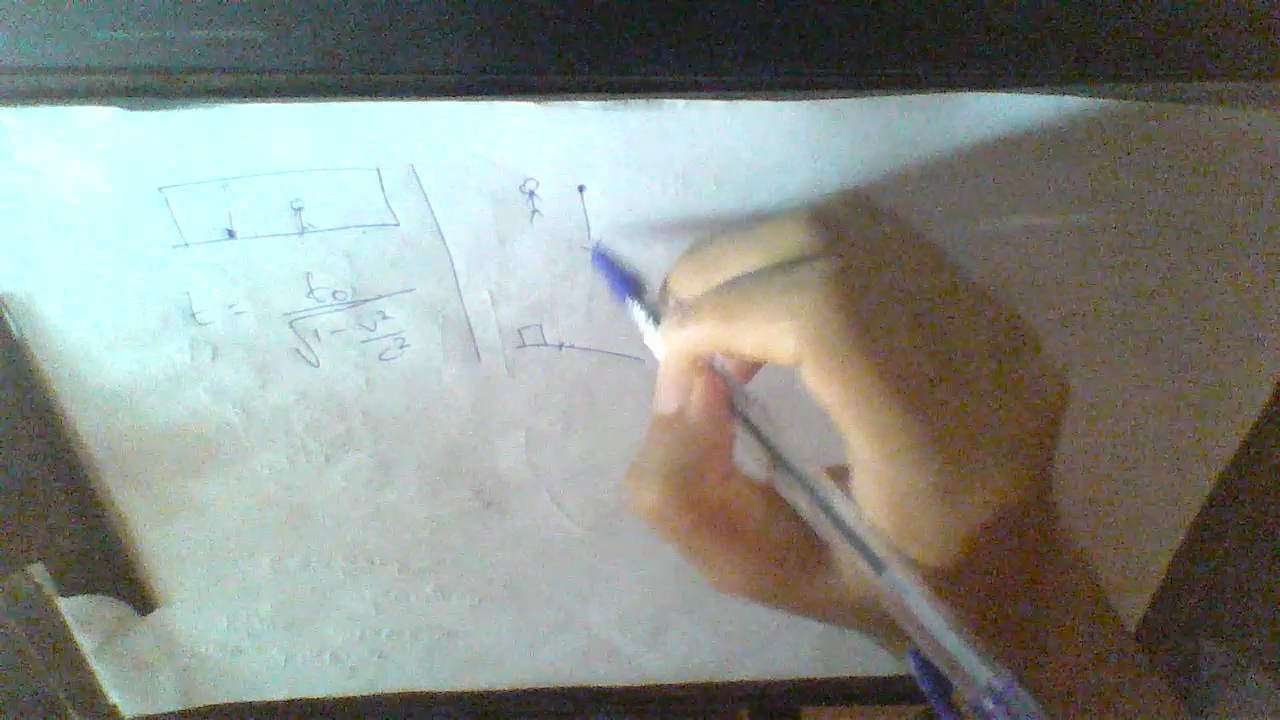 t = t₀ / √(1 - v²/c²)